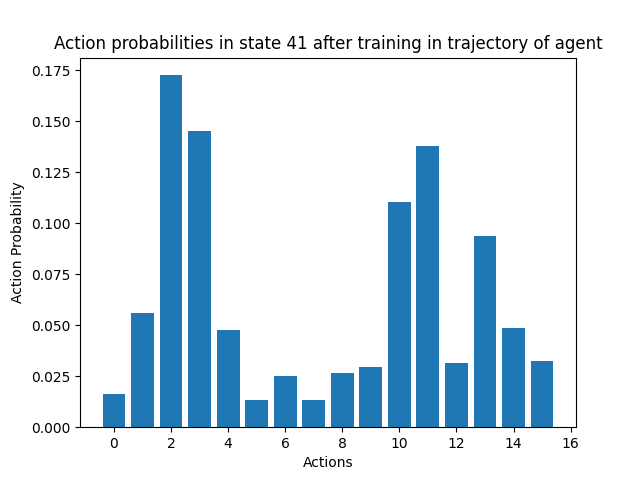 Action probabilities in state 41 after training in trajectory of agent
0.175
0.150
0.125
0.100
0.075
0.050
0.025
0.000
Action Probability
0 2 4 6 8 10 12 14 16
Actions